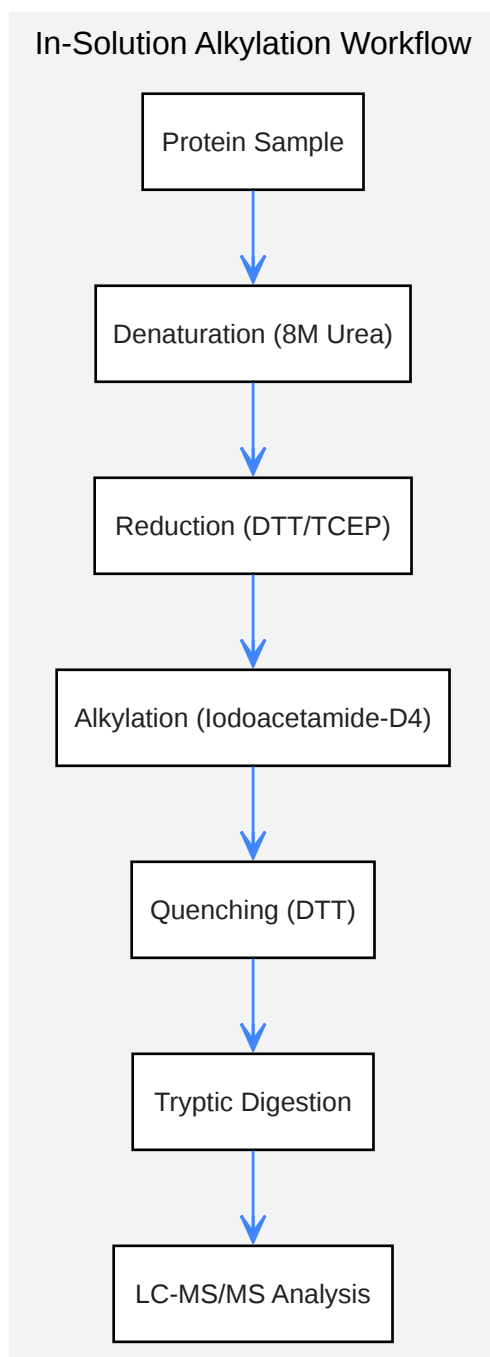 In-Solution Alkylation Workflow
Protein Sample
Denaturation (8M Urea)
Reduction (DTT/TCEP)
Alkylation (Iodoacetamide-D4)
Quenching (DTT)
Tryptic Digestion
LC-MS/MS Analysis